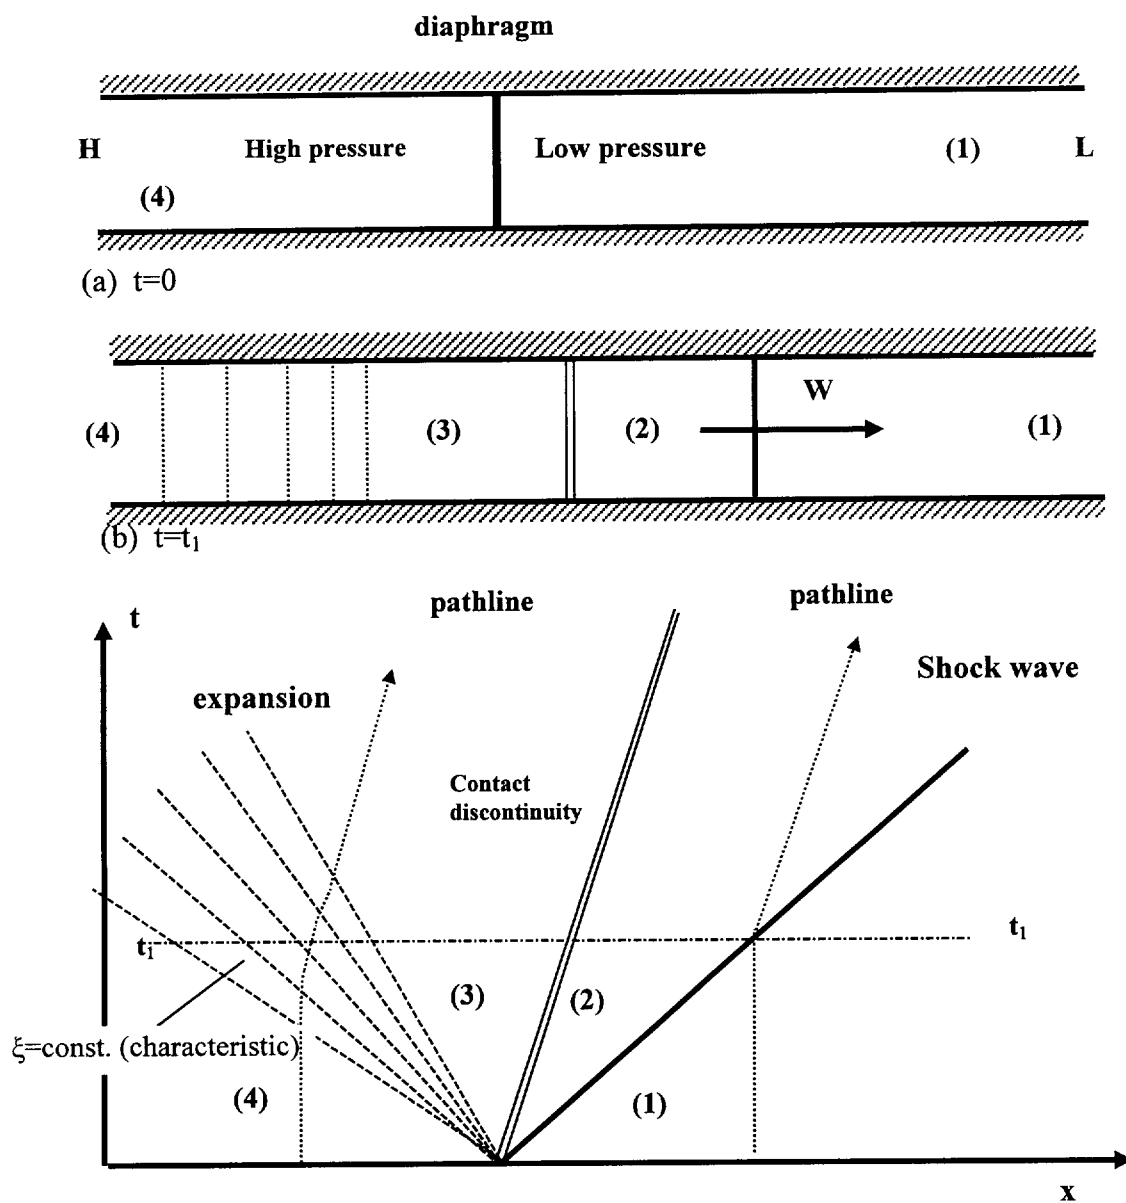 diaphragm
H High pressure Low pressure (1) L
(4)
(a) t=0
W
(4) (3) (2) (1)
(b) t=t₁
pathline pathline
t
Shock wave
expansion
Contact
discontinuity
t₁ t₁
(3) (2)
ξ=const. (characteristic)
(4) (1)
x